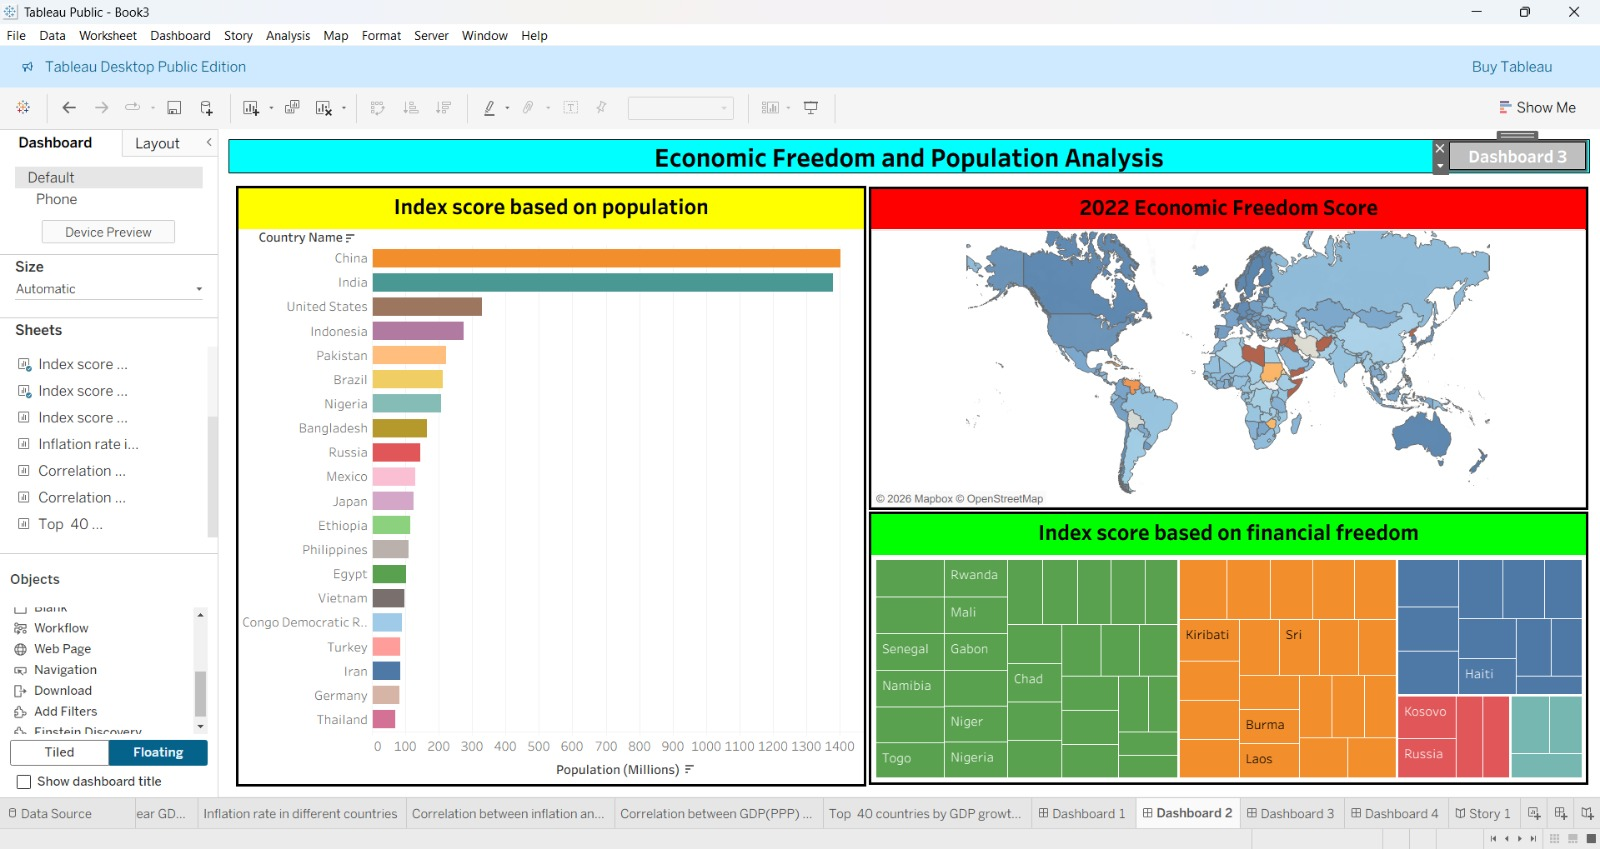 Tableau Public - Book3
File Data Worksheet Dashboard Story Analysis Map Format Server Window Help
Tableau Desktop Public Edition
Buy Tableau
Show Me
Dashboard
Layout
Default
Phone
Device Preview
Size
Automatic
Sheets
Index score ...
Index score ...
Index score ...
Inflation rate i...
Correlation ...
Correlation ...
Top 40 ...
Objects
Blank
Workflow
Web Page
Navigation
Download
Add Filters
Einstein Discovery
Tiled
Floating
Show dashboard title
Economic Freedom and Population Analysis
Dashboard 3
Index score based on population
Country Name
China
India
United States
Indonesia
Pakistan
Brazil
Nigeria
Bangladesh
Russia
Mexico
Japan
Ethiopia
Philippines
Egypt
Vietnam
Congo Democratic R..
Turkey
Iran
Germany
Thailand
0 100 200 300 400 500 600 700 800 900 1000 1100 1200 1300 1400
Population (Millions)
2022 Economic Freedom Score
© 2026 Mapbox © OpenStreetMap
Index score based on financial freedom
Rwanda
Mali
Senegal
Gabon
Namibia
Chad
Niger
Togo
Nigeria
Kiribati
Sri
Burma
Laos
Haiti
Kosovo
Russia
Data Source
ear GD...
Inflation rate in different countries
Correlation between inflation an...
Correlation between GDP(PPP) ...
Top 40 countries by GDP growt...
Dashboard 1
Dashboard 2
Dashboard 3
Dashboard 4
Story 1